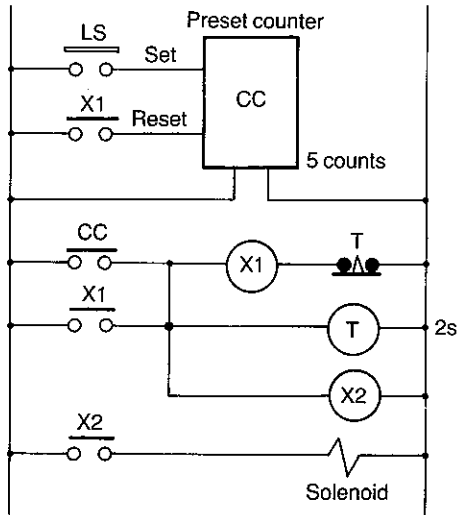 Preset counter
LS
Set
CC
X1
Reset
5 counts
CC
X1
T
X1
T
2s
X2
X2
Solenoid